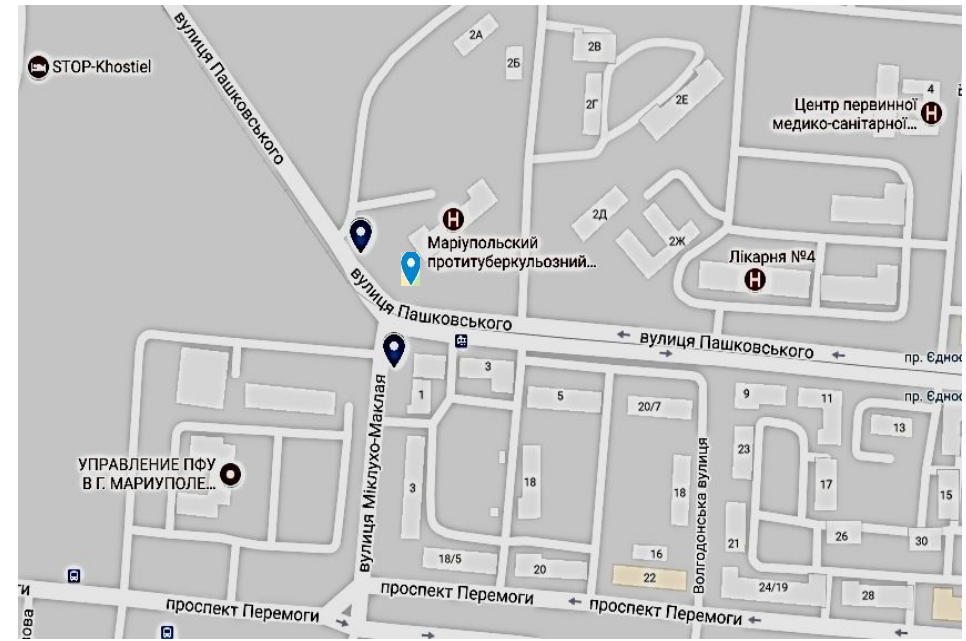 вулиця Пашковського
STOP-Khostiel
2А
2Б
2В
2Г
2Е
4
Центр первинної
медико-санітарної...
H
2Д
2Ж
H
Маріупольский
протитуберкульозний...
Лікарня №4
H
вулиця Пашковського
← вулиця Пашковського ←
→
пр. Єднос
пр. Єднос
1
3
5
20/7
9
11
13
УПРАВЛЕНИЕ ПФУ
В Г. МАРИУПОЛЕ...
вулиця Міклухо-Маклая
3
18
18
Волгодонська вулиця
23
17
15
21
26
30
18/5
20
16
22
24/19
28
проспект Перемоги
проспект Перемоги ← проспект Перемоги ←